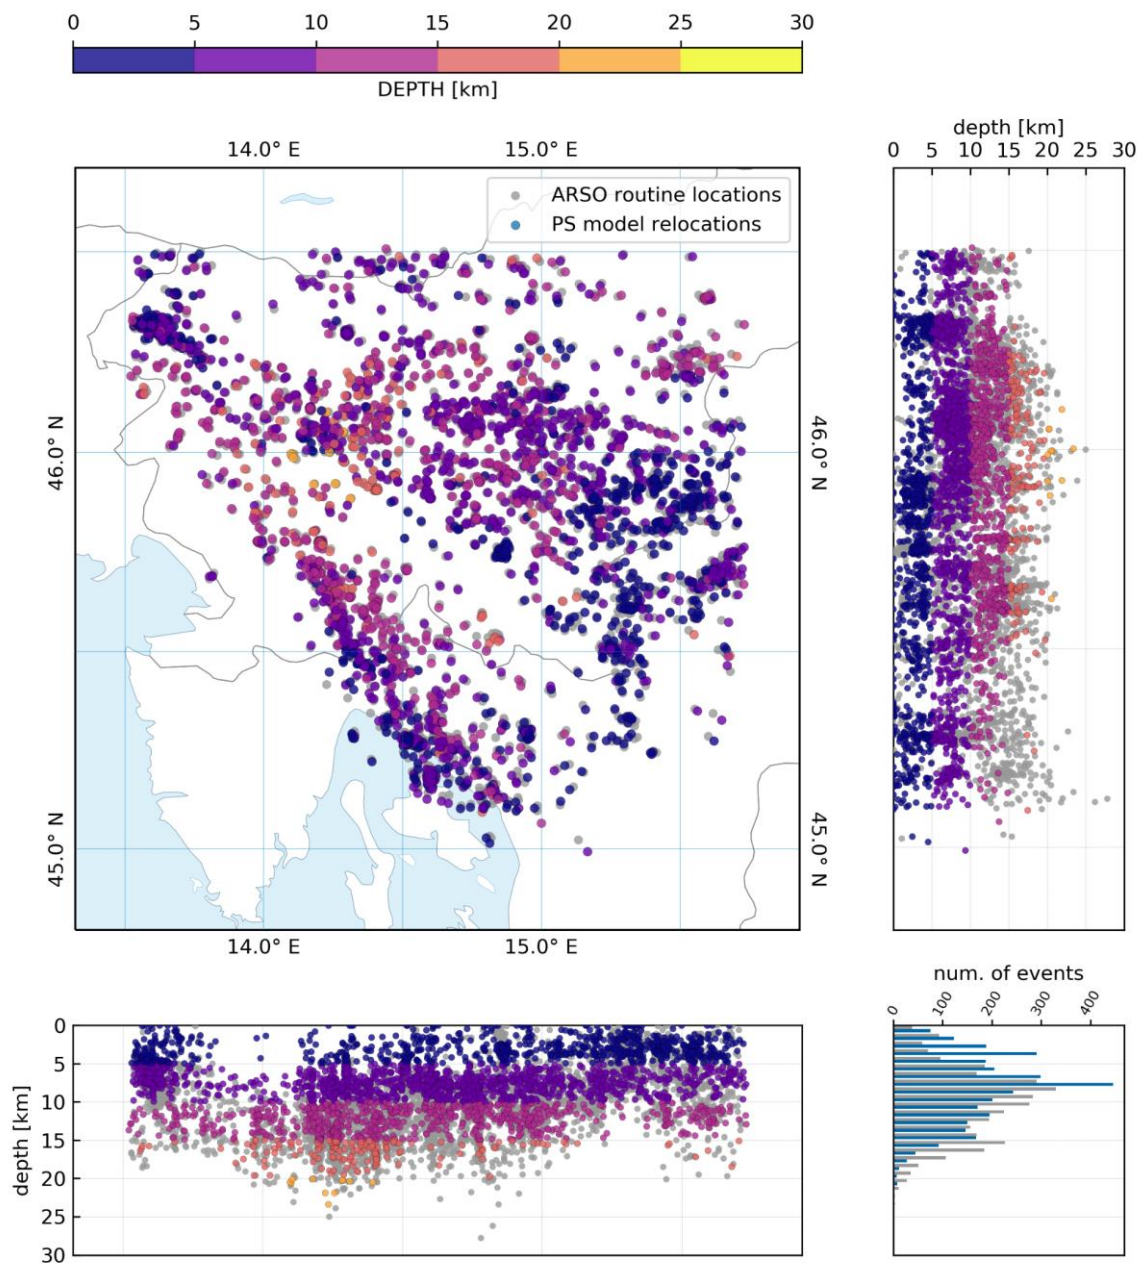 0 5 10 15 20 25 30
DEPTH [km]
depth [km]
0 5 10 15 20 25 30
14.0° E 15.0° E
ARSO routine locations
PS model relocations
46.0° N
46.0° N
45.0° N
45.0° N
14.0° E 15.0° E
num. of events
0 100 200 300 400
depth [km]
0
5
10
15
20
25
30